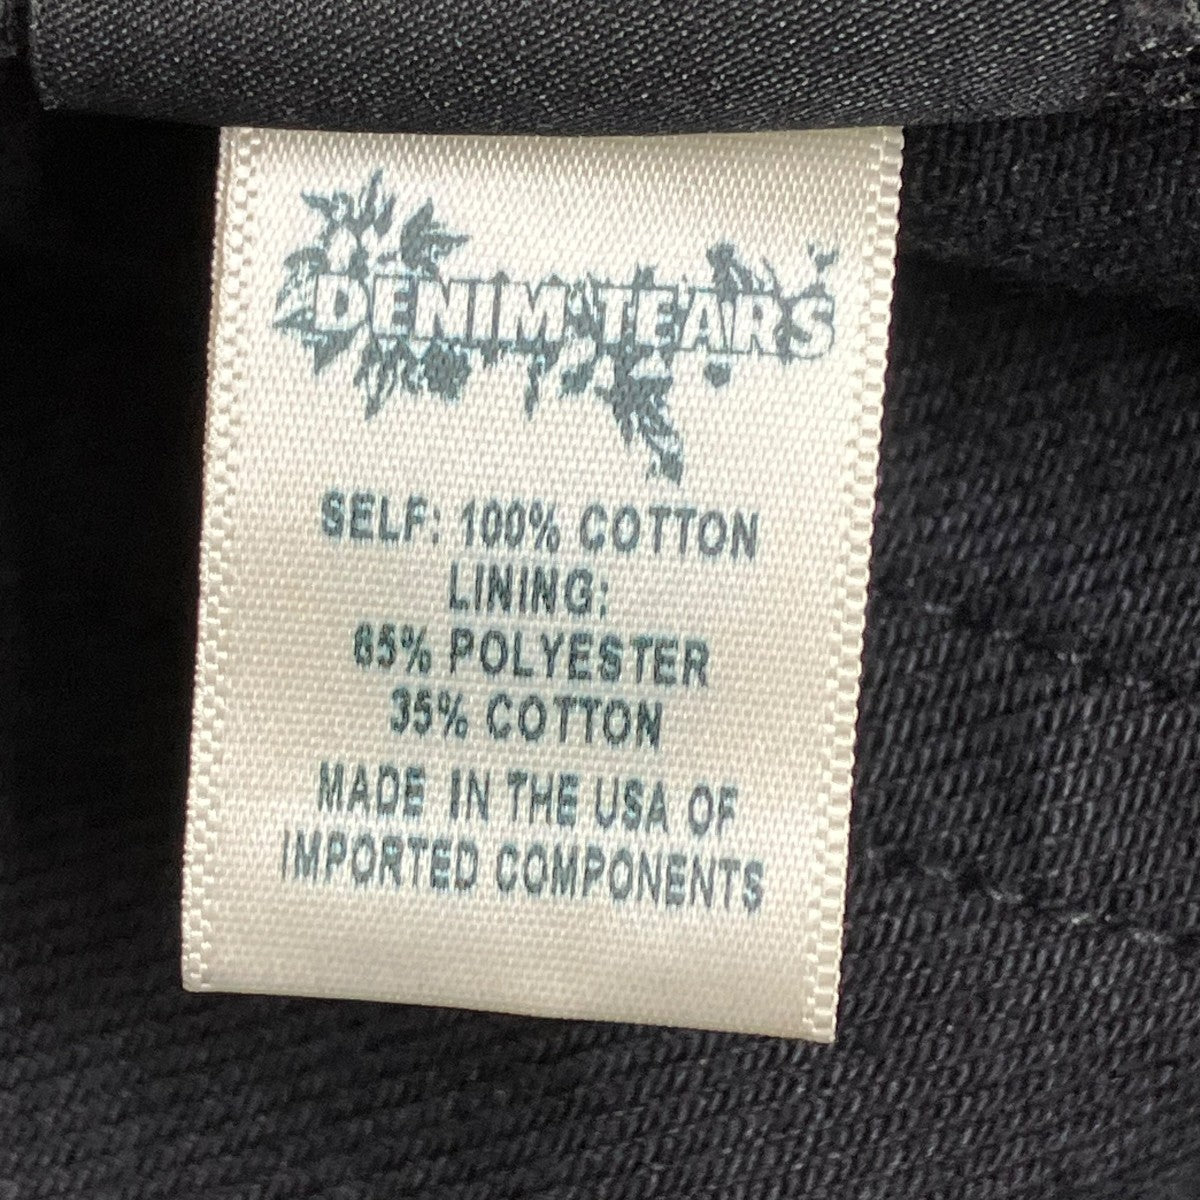 DENIM TEARS
SELF: 100% COTTON
LINING:
65% POLYESTER
35% COTTON
MADE IN THE USA OF
IMPORTED COMPONENTS